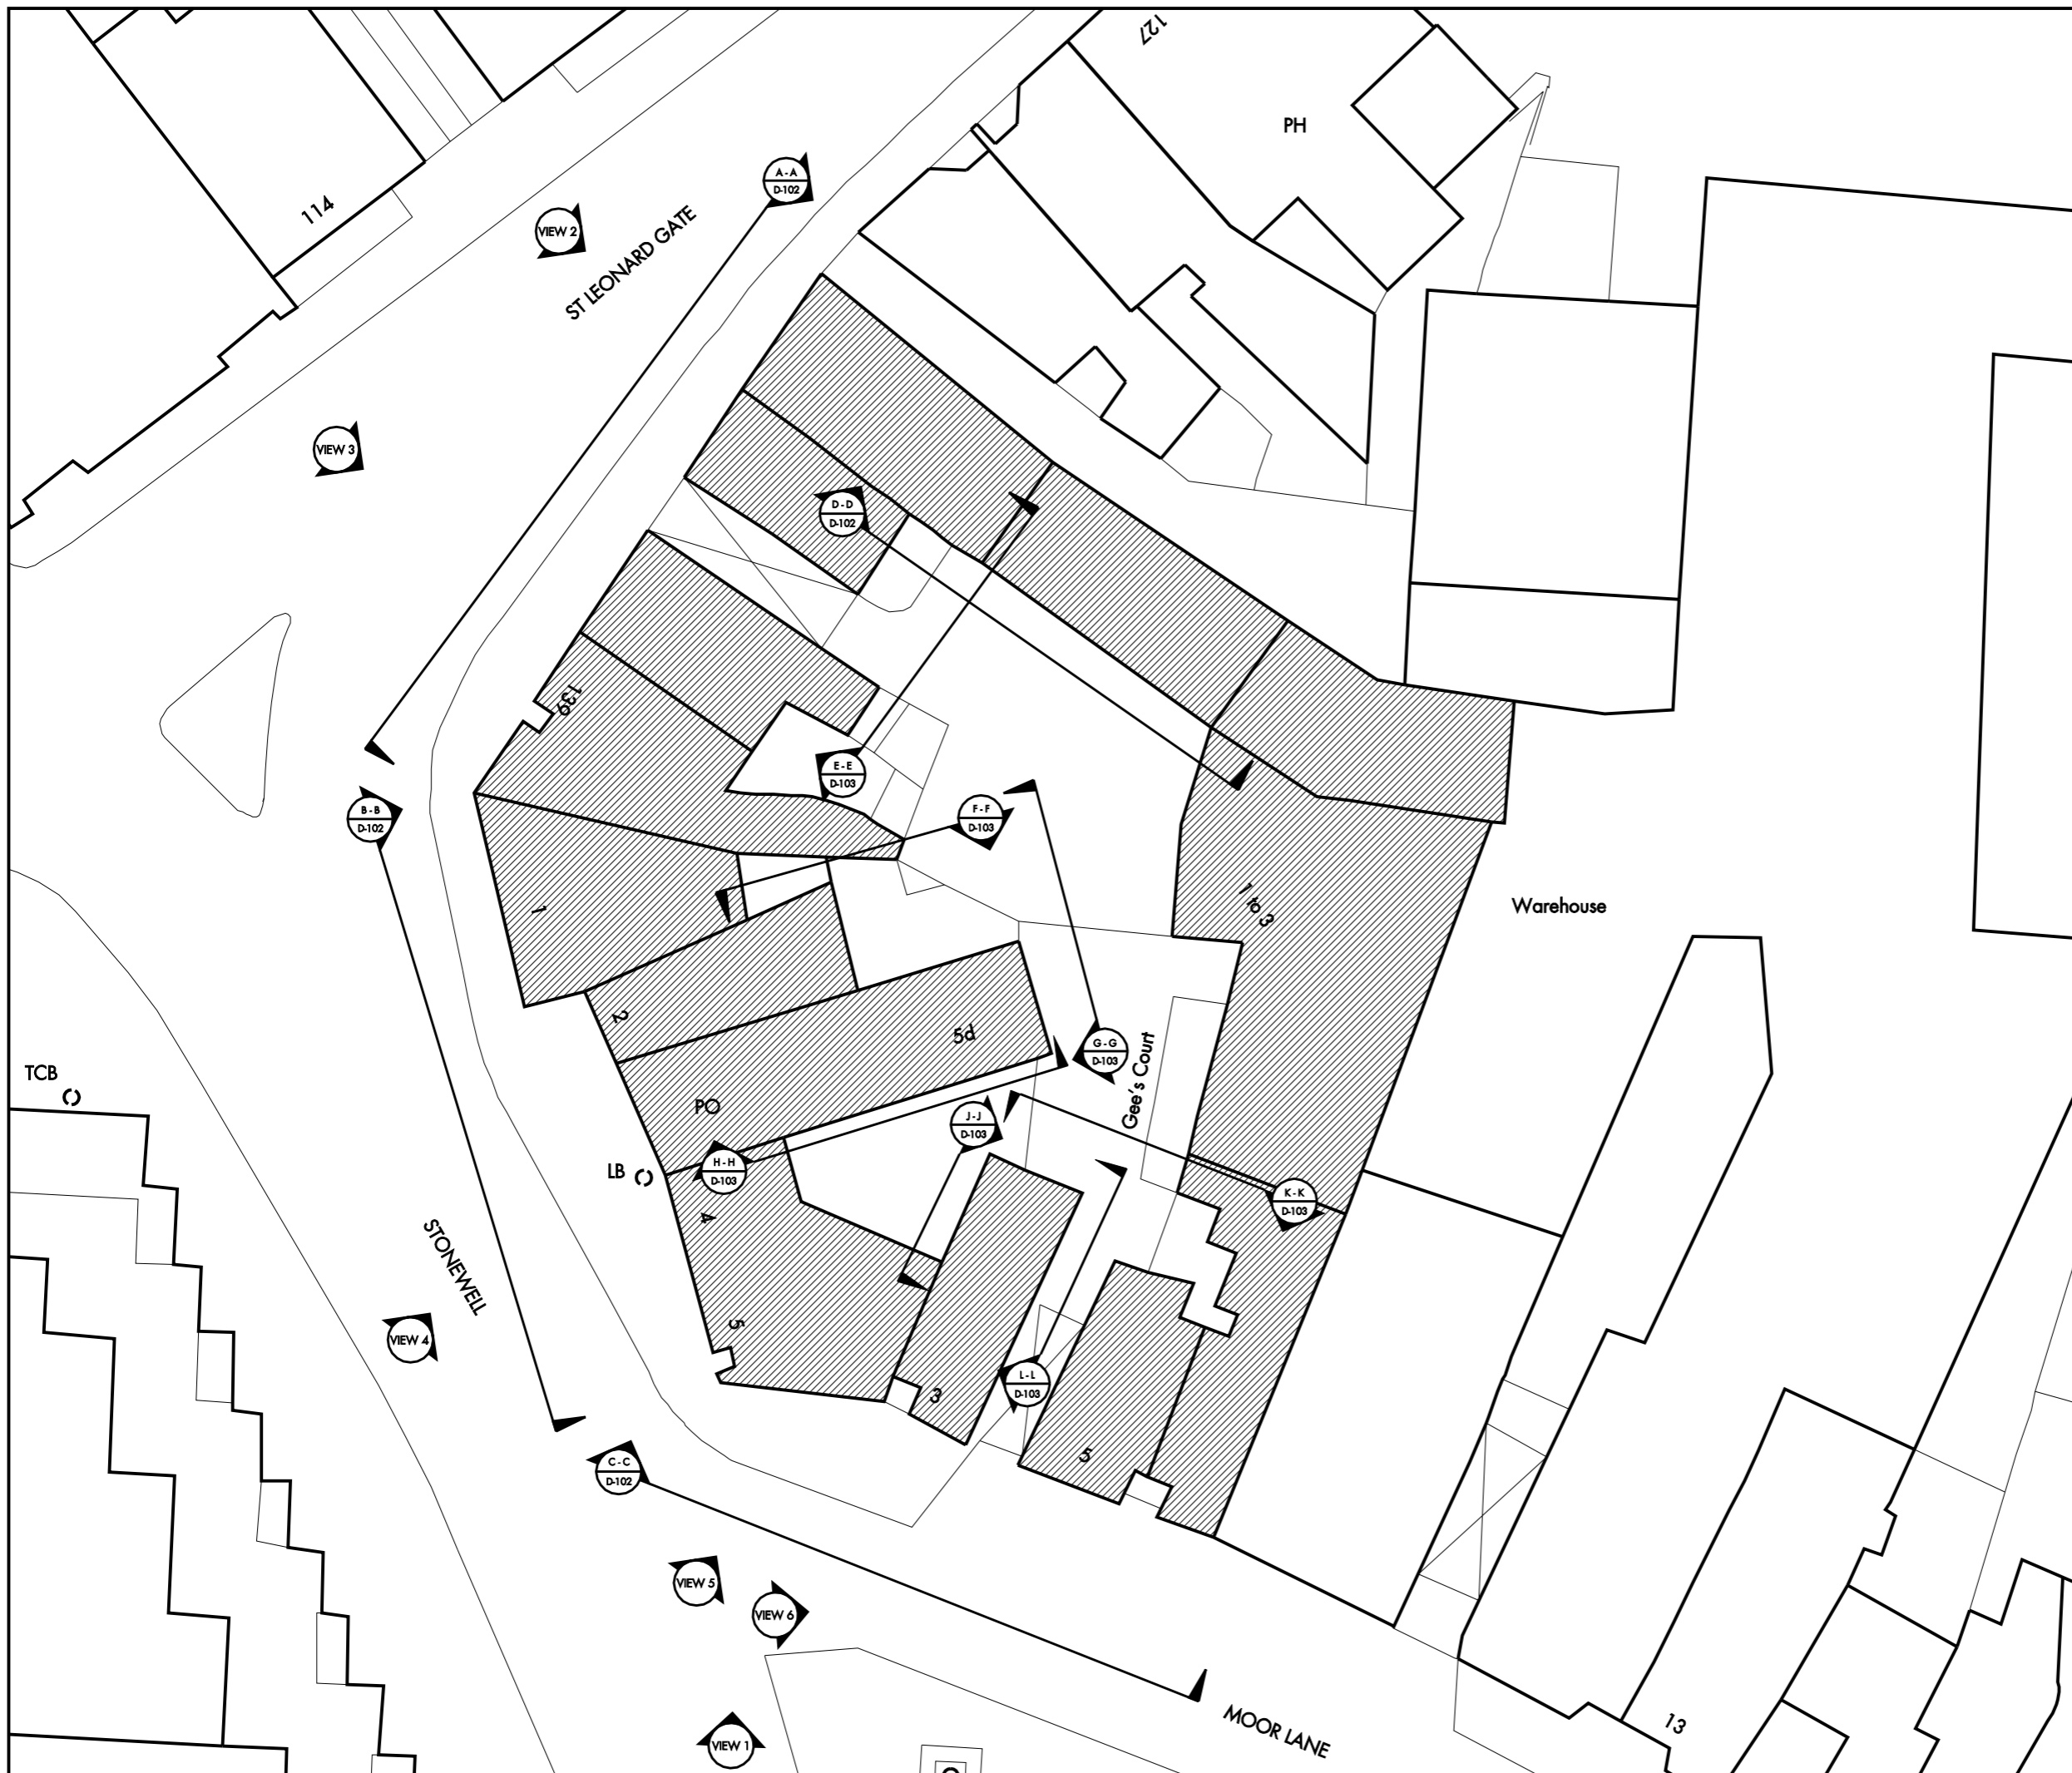 127
PH
A-A
D-102
114
VIEW 2
ST LEONARD GATE
VIEW 3
D-D
D-102
139
E-E
D-103
B-B
D-102
F-F
D-103
1
1 to 3
Warehouse
2
5d
G-G
D-103
Gee's Court
TCB
PO
J-J
D-103
LB
H-H
D-103
K-K
D-103
4
STONEWELL
VIEW 4
5
L-L
D-103
3
5
C-C
D-102
VIEW 5
VIEW 6
MOOR LANE
13
VIEW 1